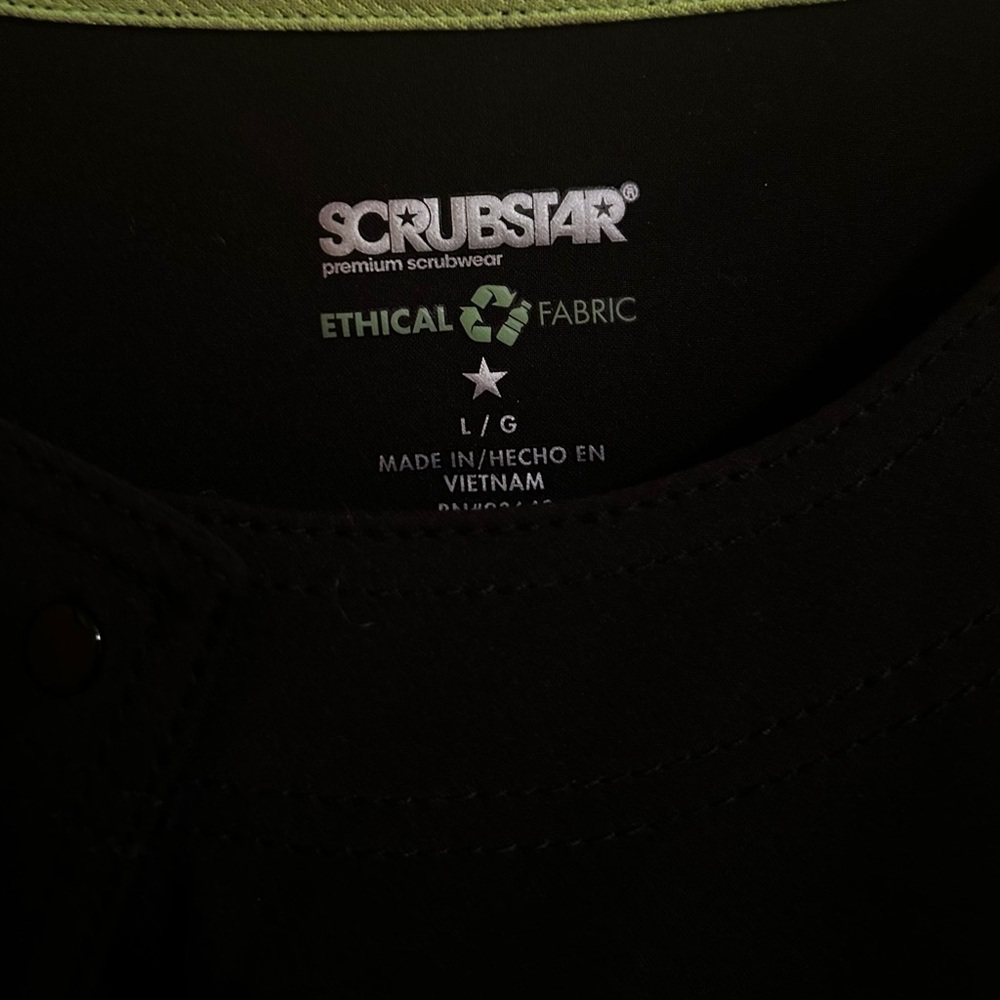 SCRUBSTAR®
premium scrubwear
ETHICAL FABRIC
L / G
MADE IN/HECHO EN
VIETNAM